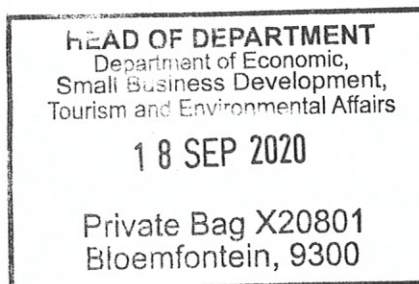 HEAD OF DEPARTMENT
Department of Economic,
Small Business Development,
Tourism and Environmental Affairs
18 SEP 2020
Private Bag X20801
Bloemfontein, 9300